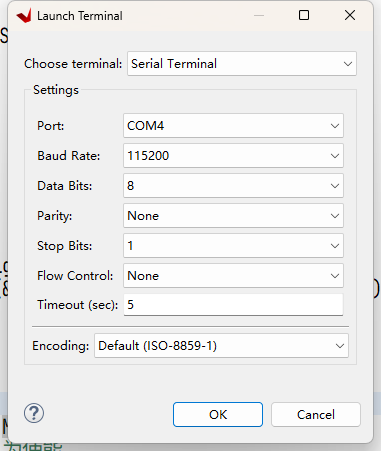 Launch Terminal
Choose terminal: Serial Terminal
Settings
Port: COM4
Baud Rate: 115200
Data Bits: 8
Parity: None
Stop Bits: 1
Flow Control: None
Timeout (sec): 5
Encoding: Default (ISO-8859-1)
OK Cancel